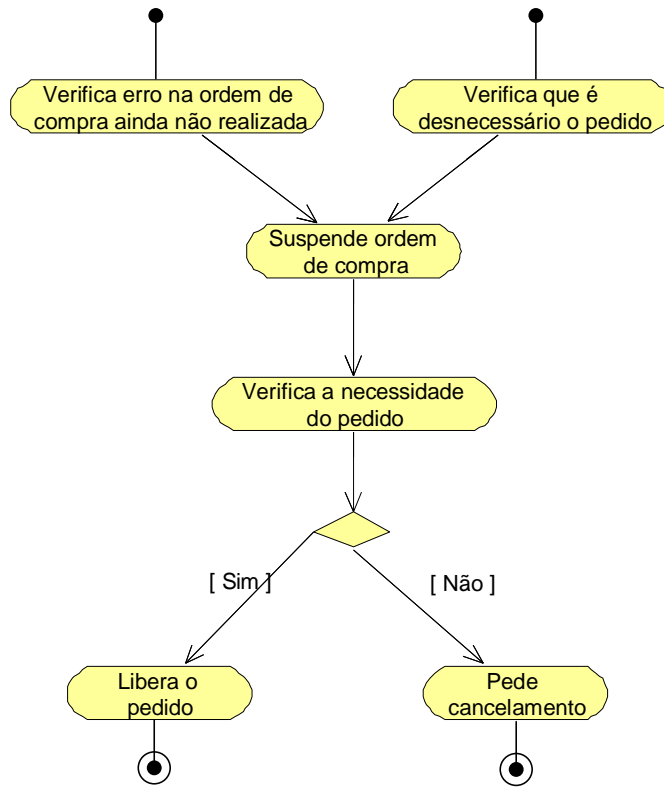 Verifica erro na ordem de
compra ainda não realizada
Verifica que é
desnecessário o pedido
Suspende ordem
de compra
Verifica a necessidade
do pedido
[ Sim ]
[ Não ]
Libera o
pedido
Pede
cancelamento